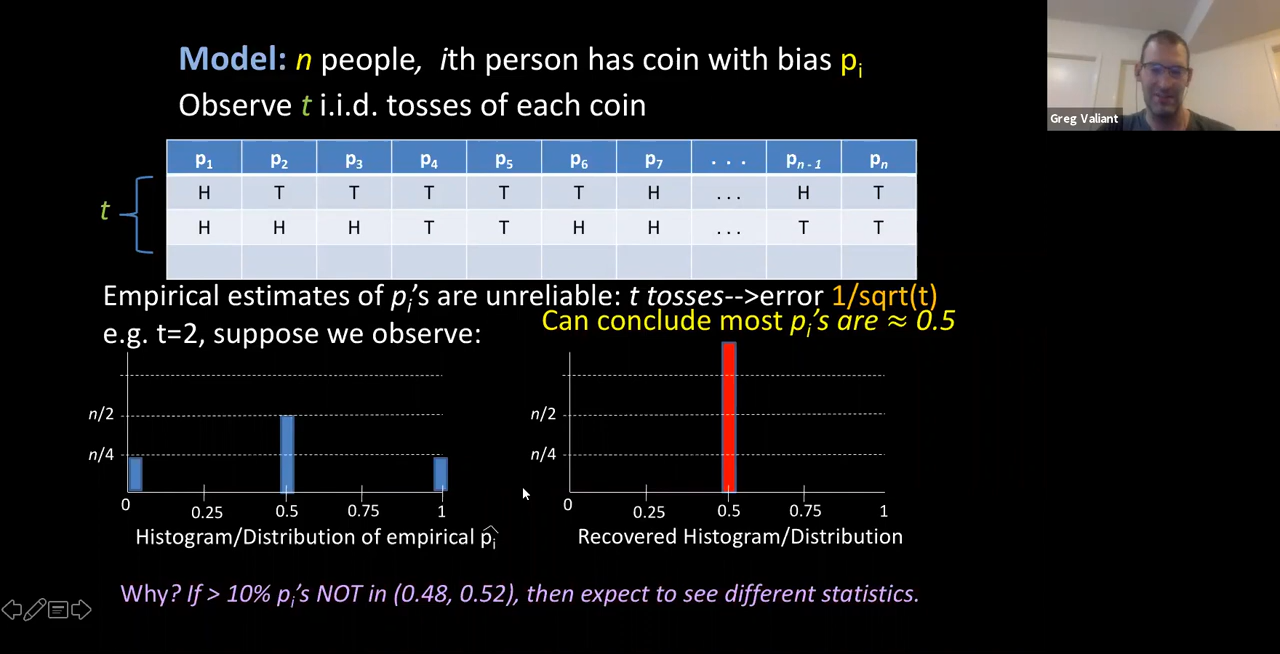 Model: n people, ith person has coin with bias pi
Observe t i.i.d. tosses of each coin
Greg Valiant
p1 p2 p3 p4 p5 p6 p7 . . . pn - 1 pn
t
H T T T T T H . . . H T
H H H T T H H . . . T T
Empirical estimates of pi's are unreliable: t tosses-->error 1/sqrt(t)
Can conclude most pi's are ≈ 0.5
e.g. t=2, suppose we observe:
n/2
n/4
0 0.25 0.5 0.75 1
Histogram/Distribution of empirical p̂i
n/2
n/4
0 0.25 0.5 0.75 1
Recovered Histogram/Distribution
Why? If > 10% pi's NOT in (0.48, 0.52), then expect to see different statistics.